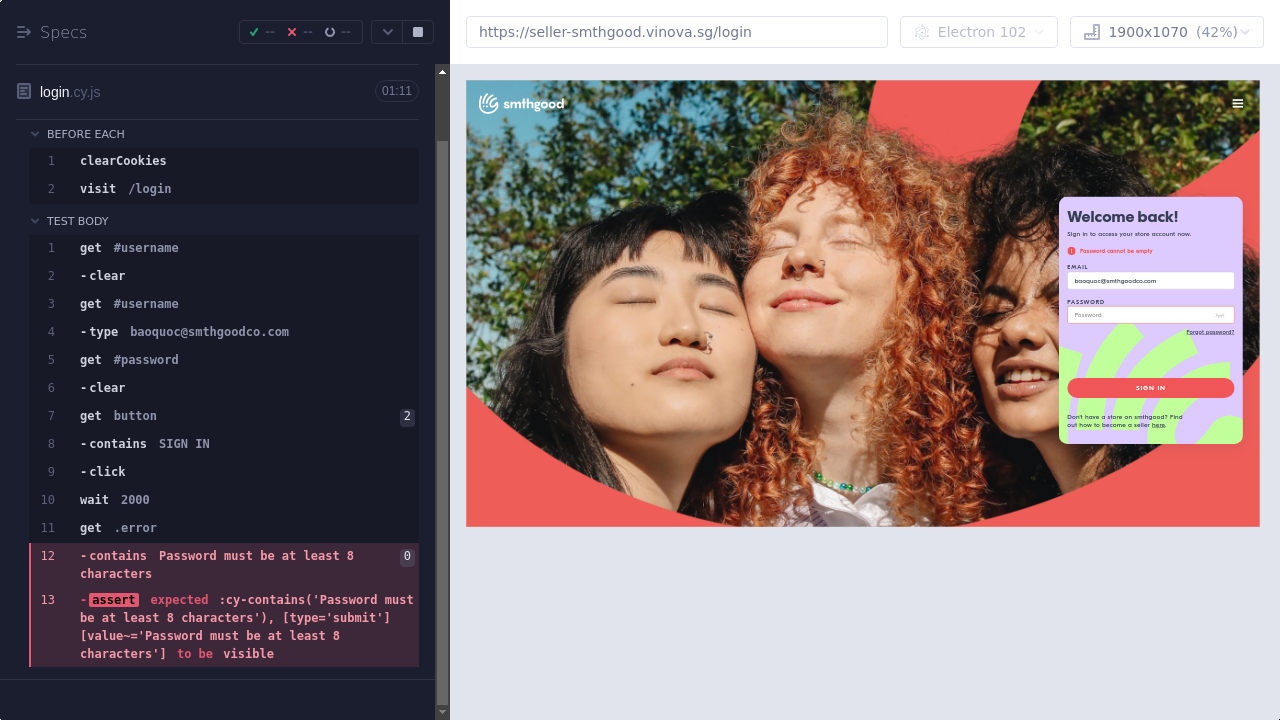 Specs
-- -- --
login.cy.js
01:11
BEFORE EACH
1 clearCookies
2 visit /login
TEST BODY
1 get #username
2 -clear
3 get #username
4 -type baoquoc@smthgoodco.com
5 get #password
6 -clear
7 get button 2
8 -contains SIGN IN
9 -click
10 wait 2000
11 get .error
12 -contains Password must be at least 8 0
characters
13 -assert expected :cy-contains('Password must
be at least 8 characters'), [type='submit']
[value~='Password must be at least 8
characters'] to be visible
https://seller-smthgood.vinova.sg/login
Electron 102
1900x1070 (42%)
smthgood
Welcome back!
Sign in to access your store account now.
Password cannot be empty
EMAIL
baoquoc@smthgoodco.com
PASSWORD
Password
Forgot password?
SIGN IN
Don't have a store on smthgood? Find
out how to become a seller here.